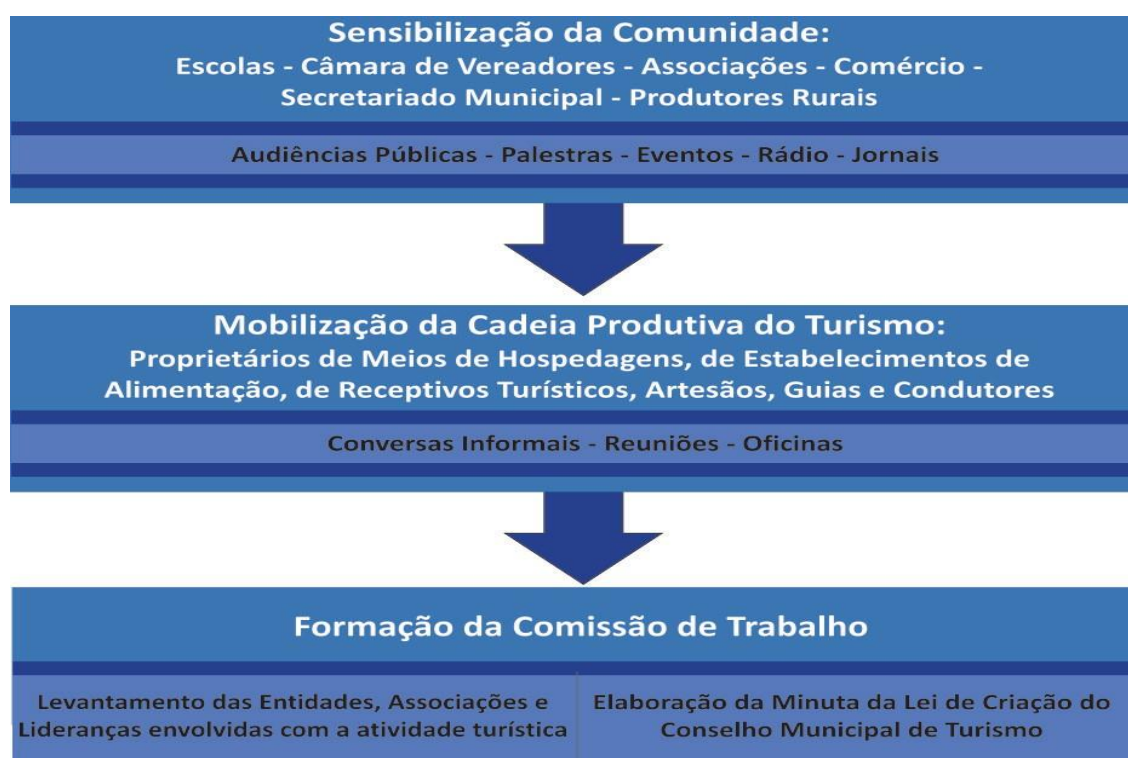 Sensibilização da Comunidade:
Escolas - Câmara de Vereadores - Associações - Comércio -
Secretariado Municipal - Produtores Rurais
Audiências Públicas - Palestras - Eventos - Rádio - Jornais
Mobilização da Cadeia Produtiva do Turismo:
Proprietários de Meios de Hospedagens, de Estabelecimentos de
Alimentação, de Receptivos Turísticos, Artesãos, Guias e Condutores
Conversas Informais - Reuniões - Oficinas
Formação da Comissão de Trabalho
Levantamento das Entidades, Associações e
Lideranças envolvidas com a atividade turística
Elaboração da Minuta da Lei de Criação do
Conselho Municipal de Turismo